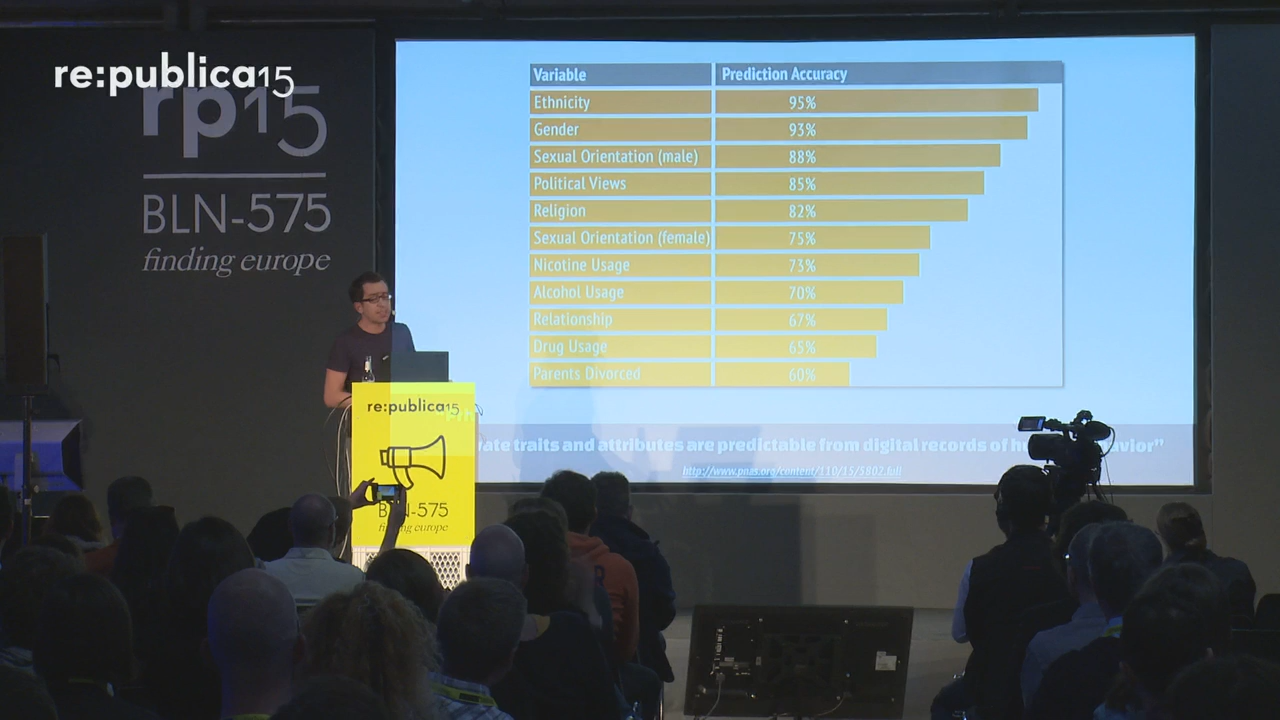 re:publica15
rp15
BLN-575
finding europe
Variable Prediction Accuracy
Ethnicity 95%
Gender 93%
Sexual Orientation (male) 88%
Political Views 85%
Religion 82%
Sexual Orientation (female) 75%
Nicotine Usage 73%
Alcohol Usage 70%
Relationship 67%
Drug Usage 65%
Parents Divorced 60%
traits and attributes are predictable from digital records of
http://www.pnas.org/content/110/15/5802.full
re:publica15
BLN-575
finding europe